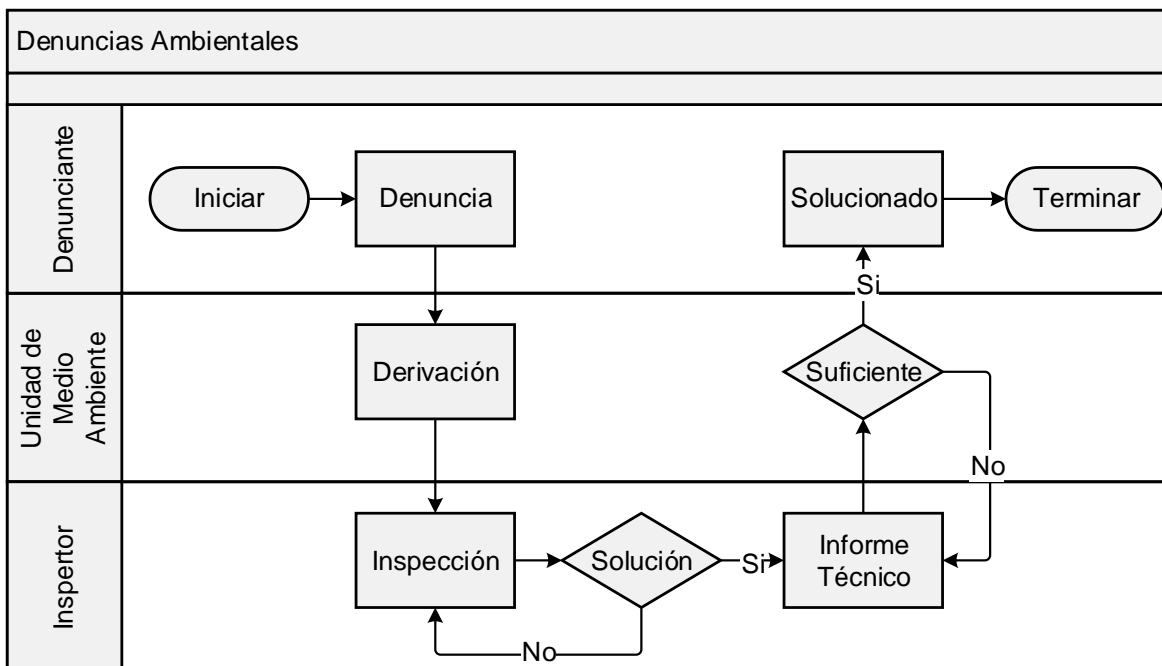 Denuncias Ambientales
Denunciante
Iniciar
Denuncia
Solucionado
Terminar
Si
Unidad de
Medio
Ambiente
Derivación
Suficiente
No
Inspertor
Inspección
Solución
Si
Informe
Técnico
No